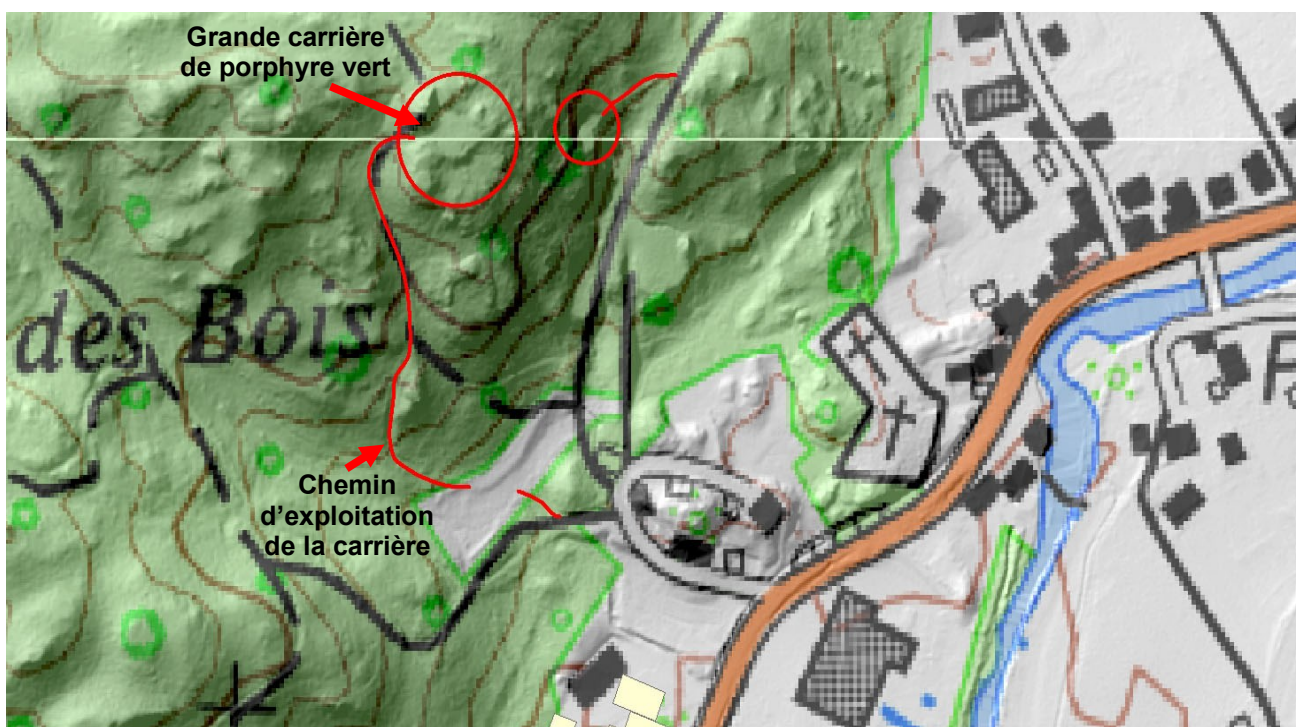 Grande carrière
de porphyre vert
des Bois
Chemin
d'exploitation
de la carrière